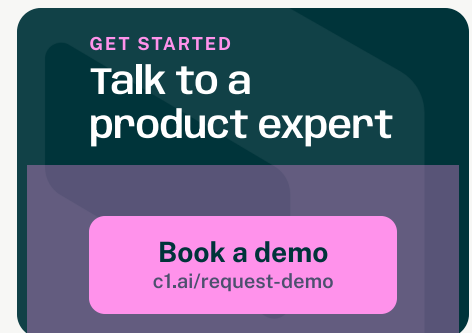 GET STARTED
Talk to a
product expert
Book a demo
c1.ai/request-demo